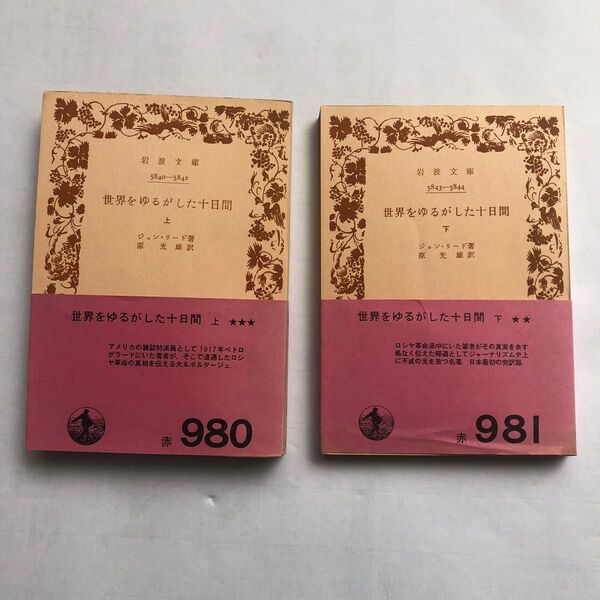 岩波文庫
5840—5842
世界をゆるがした十日間
上
ジョン・リード著
原光雄訳
世界をゆるがした十日間 上 ★★★
アメリカの雑誌特派員として1917年ペトロ
グラードにいた著者が、そこで遭遇したロシ
ヤ革命の真相を伝える大ルポルタージュ.
赤 980
岩波文庫
5843—5844
世界をゆるがした十日間
下
ジョン・リード著
原光雄訳
世界をゆるがした十日間 下 ★★
ロシヤ革命渦中にいた筆者がその真実を余す
処なく伝えた報道としてジャーナリズム史上
に不滅の光を放つ名著. 日本最初の完訳版.
赤 981